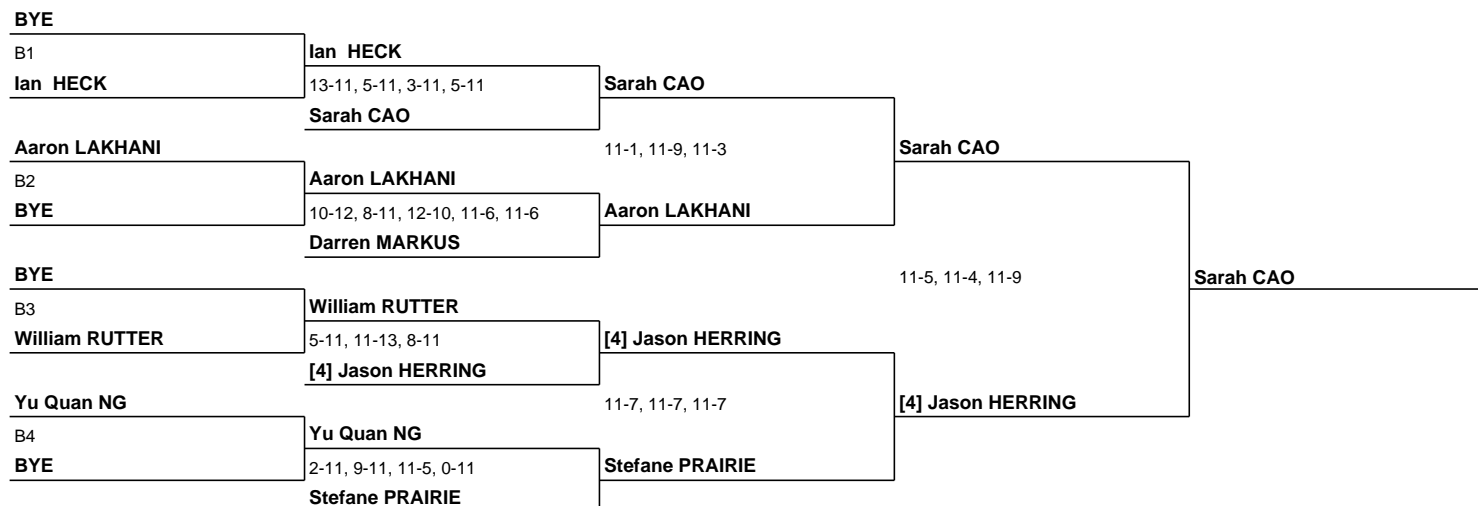 BYE
B1
Ian HECK
Ian HECK
13-11, 5-11, 3-11, 5-11
Sarah CAO
Sarah CAO
Aaron LAKHANI
11-1, 11-9, 11-3
Sarah CAO
B2
Aaron LAKHANI
BYE
10-12, 8-11, 12-10, 11-6, 11-6
Aaron LAKHANI
Darren MARKUS
BYE
11-5, 11-4, 11-9
Sarah CAO
B3
William RUTTER
William RUTTER
5-11, 11-13, 8-11
[4] Jason HERRING
[4] Jason HERRING
Yu Quan NG
11-7, 11-7, 11-7
[4] Jason HERRING
B4
Yu Quan NG
BYE
2-11, 9-11, 11-5, 0-11
Stefane PRAIRIE
Stefane PRAIRIE